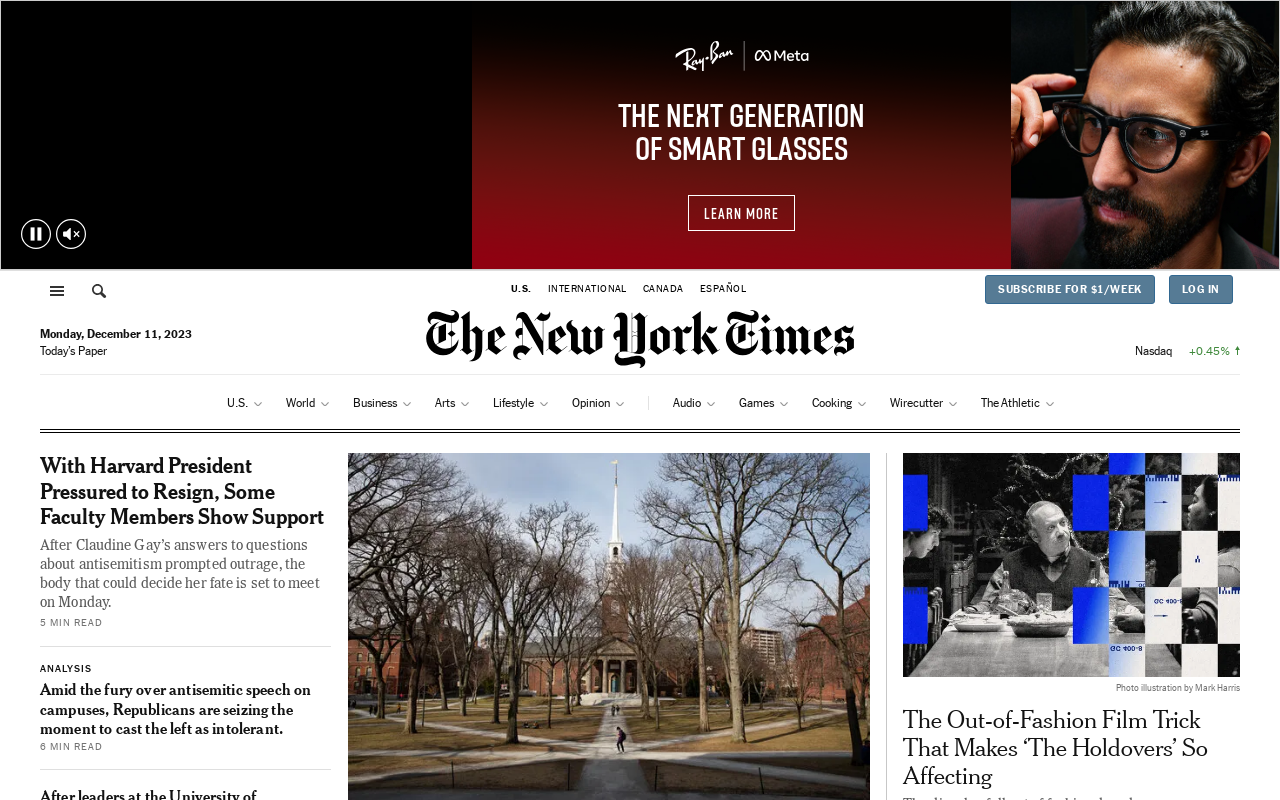 Ray-Ban | Meta
THE NEXT GENERATION
OF SMART GLASSES
LEARN MORE
U.S. INTERNATIONAL CANADA ESPAÑOL
SUBSCRIBE FOR $1/WEEK LOG IN
Monday, December 11, 2023
Today's Paper
The New York Times
Nasdaq +0.45%
U.S. World Business Arts Lifestyle Opinion Audio Games Cooking Wirecutter The Athletic
With Harvard President
Pressured to Resign, Some
Faculty Members Show Support
After Claudine Gay's answers to questions
about antisemitism prompted outrage, the
body that could decide her fate is set to meet
on Monday.
5 MIN READ
ANALYSIS
Amid the fury over antisemitic speech on
campuses, Republicans are seizing the
moment to cast the left as intolerant.
6 MIN READ
After leaders at the University of
GC 400-9
GC 400-9
Photo illustration by Mark Harris
The Out-of-Fashion Film Trick
That Makes ‘The Holdovers’ So
Affecting